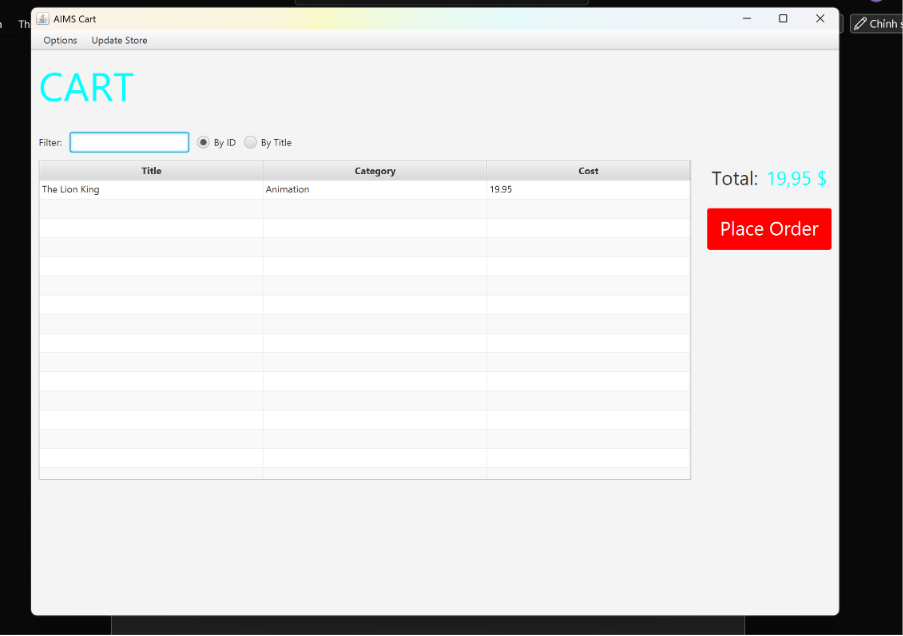 AIMS Cart
Options Update Store
CART
Filter: By ID By Title
Title Category Cost
The Lion King Animation 19.95
Total: 19,95 $
Place Order
Chỉnh